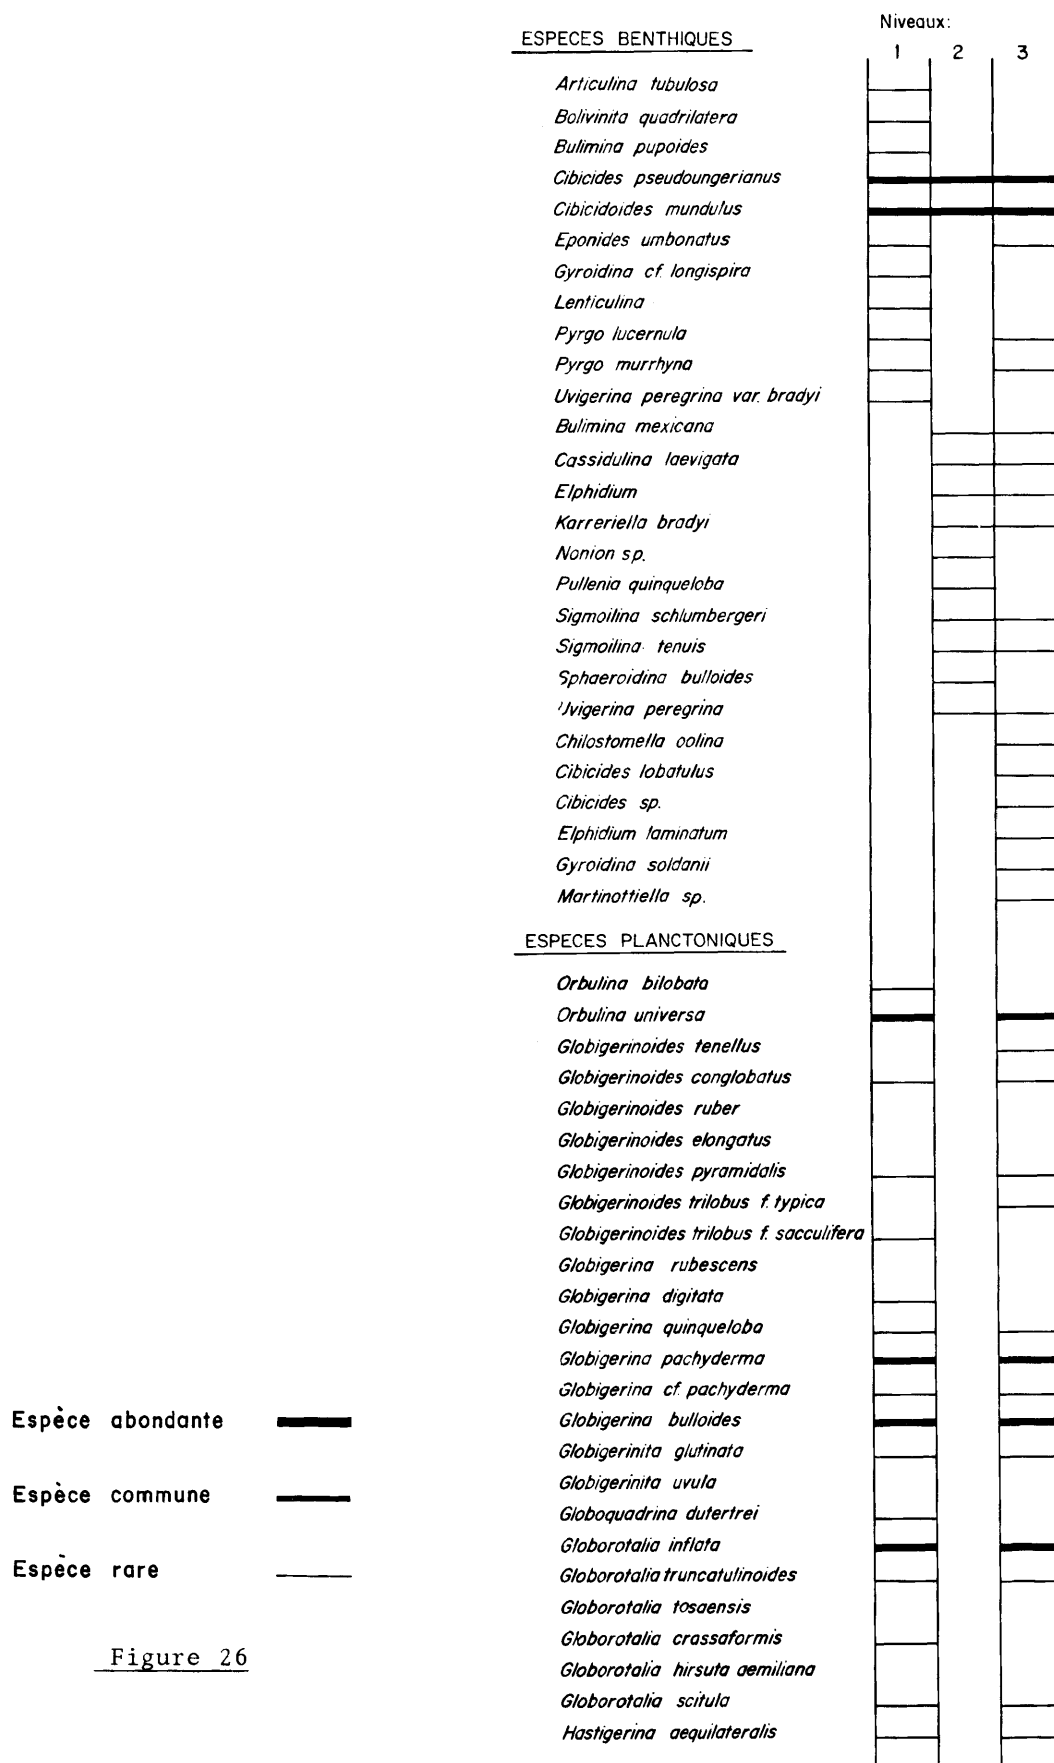 Niveaux:
ESPECES BENTHIQUES
1 2 3
Articulina tubulosa
Bolivinita quadrilatera
Bulimina pupoides
Cibicides pseudoungerianus
Cibicidoides mundulus
Eponides umbonatus
Gyroidina cf. longispira
Lenticulina
Pyrgo lucernula
Pyrgo murrhyna
Uvigerina peregrina var. bradyi
Bulimina mexicana
Cassidulina laevigata
Elphidium
Karreriella bradyi
Nonion sp.
Pullenia quinqueloba
Sigmoilina schlumbergeri
Sigmoilina tenuis
Sphaeroidina bulloides
Uvigerina peregrina
Chilostomella oolina
Cibicides lobatulus
Cibicides sp.
Elphidium laminatum
Gyroidina soldanii
Martinottiella sp.
ESPECES PLANCTONIQUES
Orbulina bilobata
Orbulina universa
Globigerinoides tenellus
Globigerinoides conglobatus
Globigerinoides ruber
Globigerinoides elongatus
Globigerinoides pyramidalis
Globigerinoides trilobus f. typica
Globigerinoides trilobus f. sacculifera
Globigerina rubescens
Globigerina digitata
Globigerina quinqueloba
Globigerina pachyderma
Globigerina cf. pachyderma
Globigerina bulloides
Globigerinita glutinata
Globigerinita uvula
Globoquadrina dutertrei
Globorotalia inflata
Globorotalia truncatulinoides
Globorotalia tosaensis
Globorotalia crassaformis
Globorotalia hirsuta aemiliana
Globorotalia scitula
Hastigerina aequilateralis
Espèce abondante
Espèce commune
Espèce rare
Figure 26